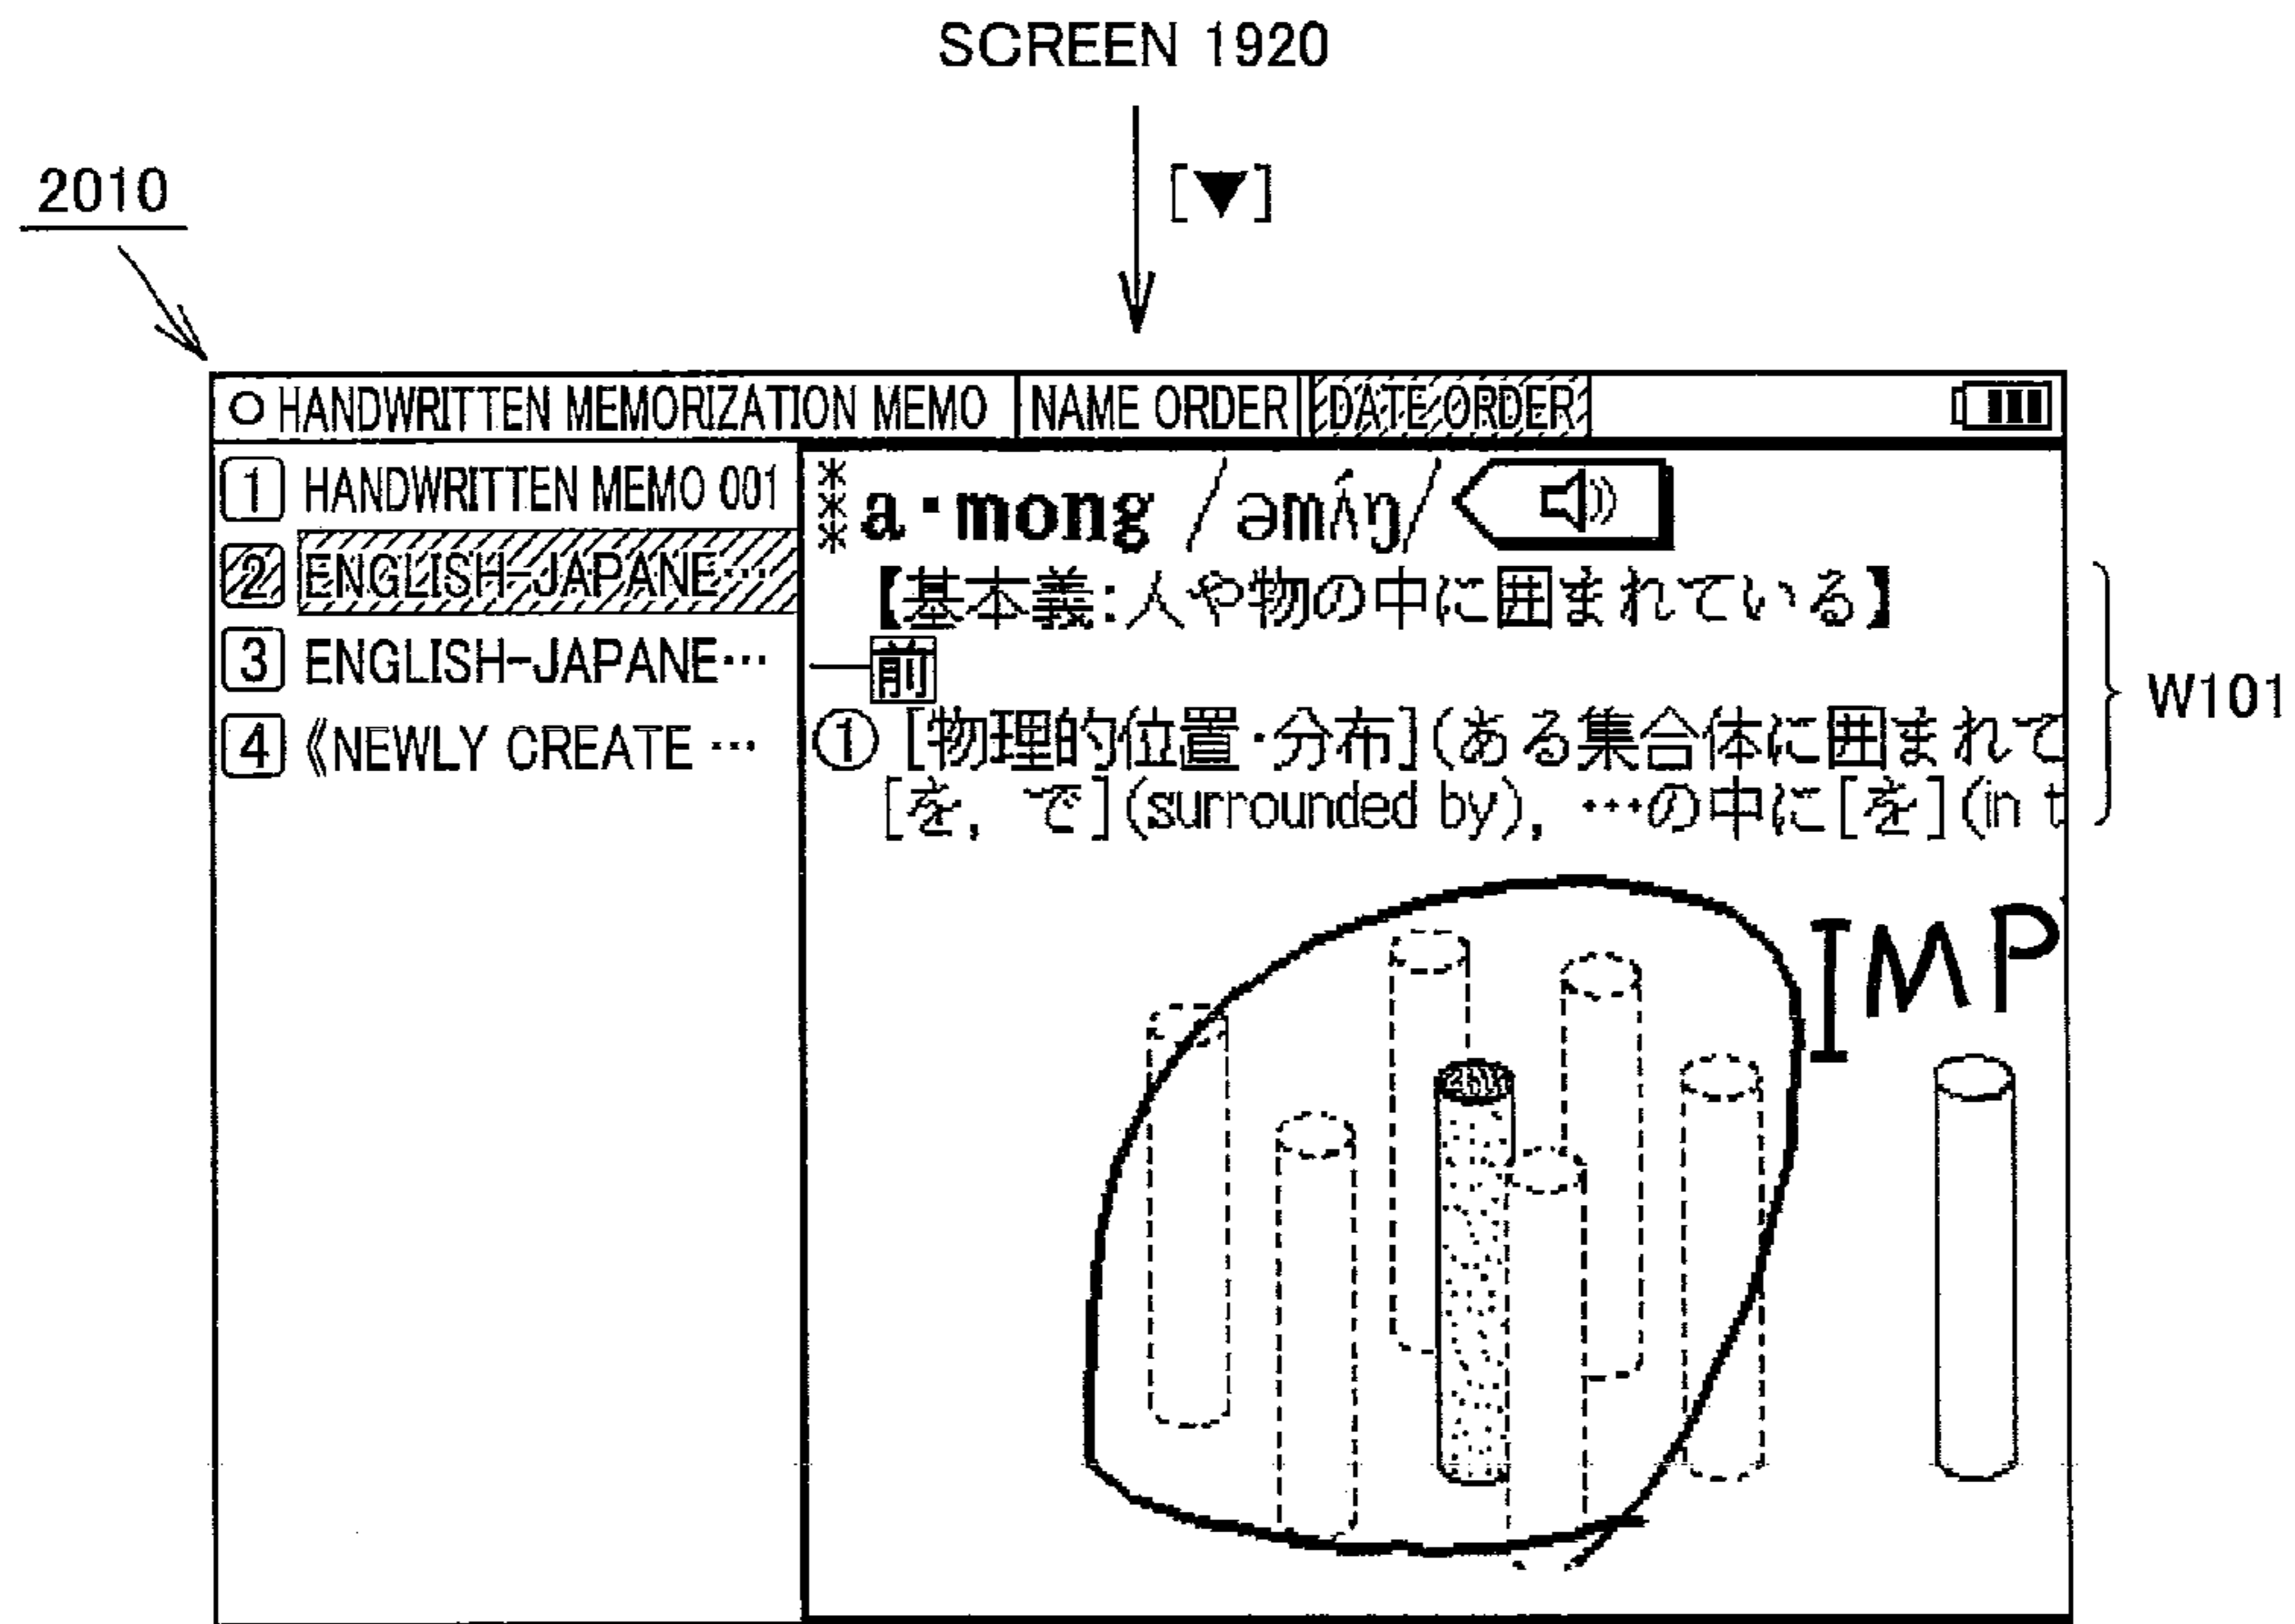 SCREEN 1920
[▼]
2010
○ HANDWRITTEN MEMORIZATION MEMO NAME ORDER DATE ORDER
1 HANDWRITTEN MEMO 001
2 ENGLISH-JAPANE…
3 ENGLISH-JAPANE…
4 《NEWLY CREATE …
***a·mong /əmʌ́ŋ/
【基本義:人や物の中に囲まれている】
―前
① [物理的位置·分布](ある集合体に囲まれて
[を, で](surrounded by), …の中に[を](in t
W101
IMP